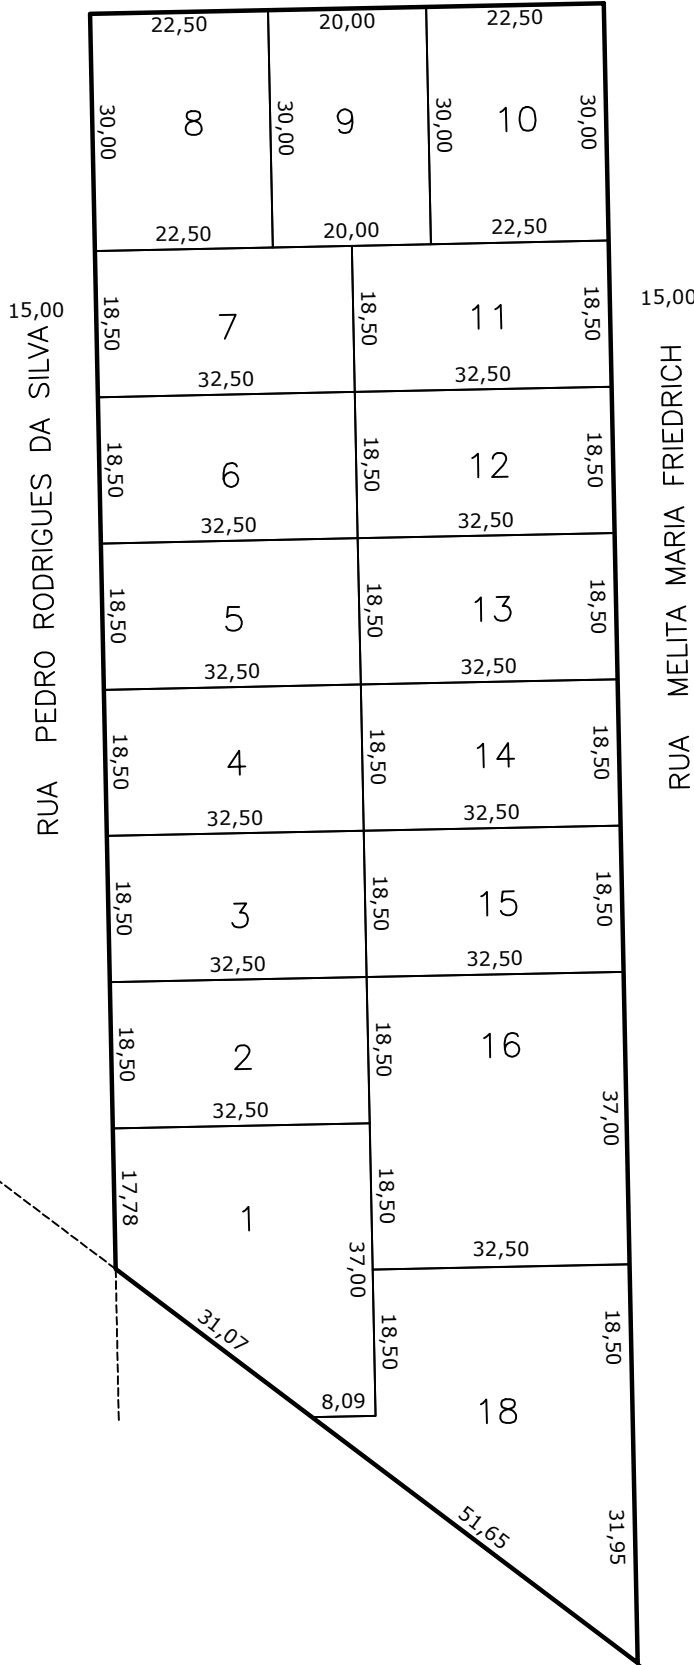 22,50 20,00 22,50
30,00 8 30,00 9 30,00 10 30,00
22,50 20,00 22,50
15,00
RUA PEDRO RODRIGUES DA SILVA
18,50 7 18,50 11 18,50
15,00
RUA MELITA MARIA FRIEDRICH
32,50 32,50
18,50 6 18,50 12 18,50
32,50 32,50
18,50 5 18,50 13 18,50
32,50 32,50
18,50 4 18,50 14 18,50
32,50 32,50
18,50 3 18,50 15 18,50
32,50 32,50
18,50 2 18,50 16
37,00
32,50
17,78 1 18,50
37,00
32,50
31,07
18,50 18,50
8,09
18
51,65
31,95